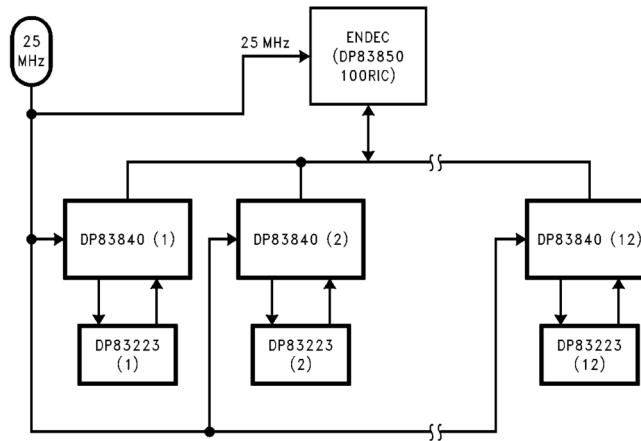 25
MHz
25 MHz
ENDEC
(DP83850
100RIC)
DP83840 (1)
DP83840 (2)
DP83840 (12)
DP83223
(1)
DP83223
(2)
DP83223
(12)